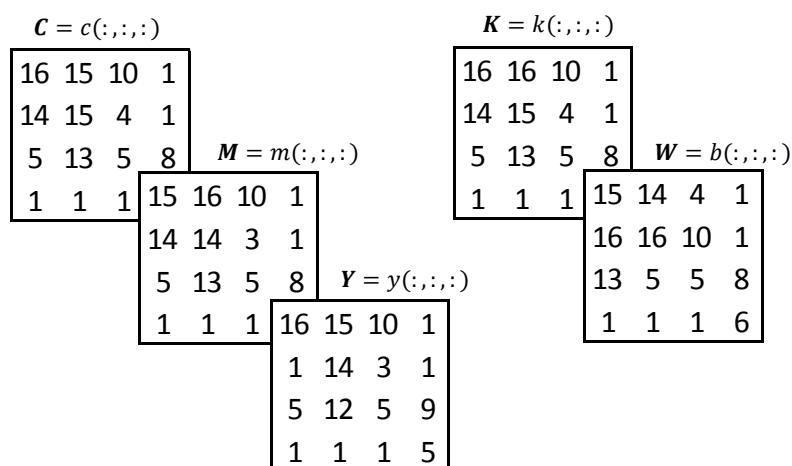 C = c(:,:,:)
16 15 10 1
14 15 4 1
5 13 5 8
1 1 1
M = m(:,:,:)
15 16 10 1
14 14 3 1
5 13 5 8
1 1 1
Y = y(:,:,:)
16 15 10 1
1 14 3 1
5 12 5 9
1 1 1 5
K = k(:,:,:)
16 16 10 1
14 15 4 1
5 13 5 8
1 1 1
W = b(:,:,:)
15 14 4 1
16 16 10 1
13 5 5 8
1 1 1 6